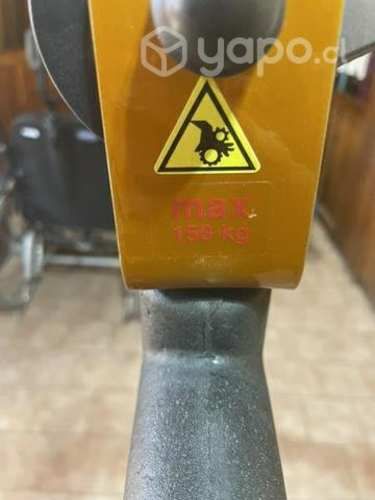 yapo.cl
max.
150 kg